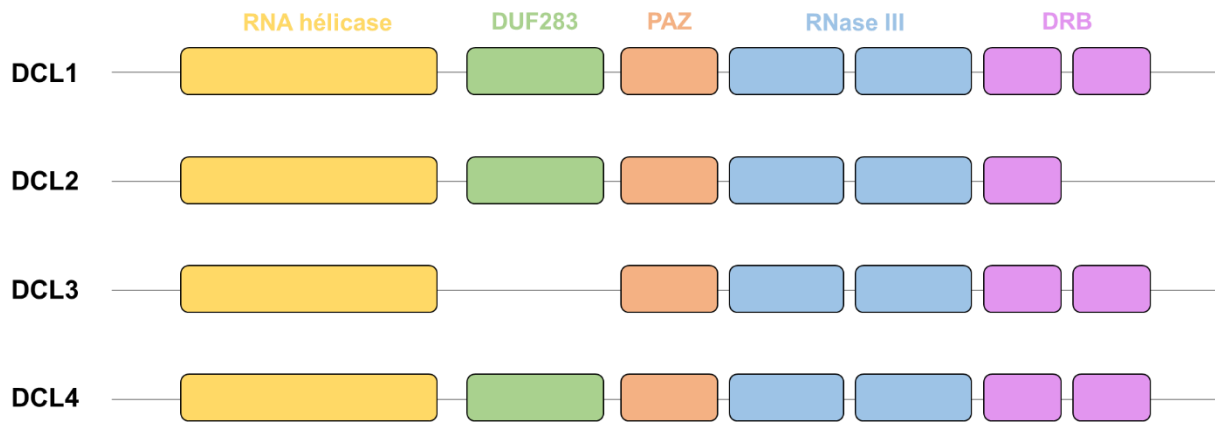 RNA hélicase DUF283 PAZ RNase III DRB
DCL1
DCL2
DCL3
DCL4